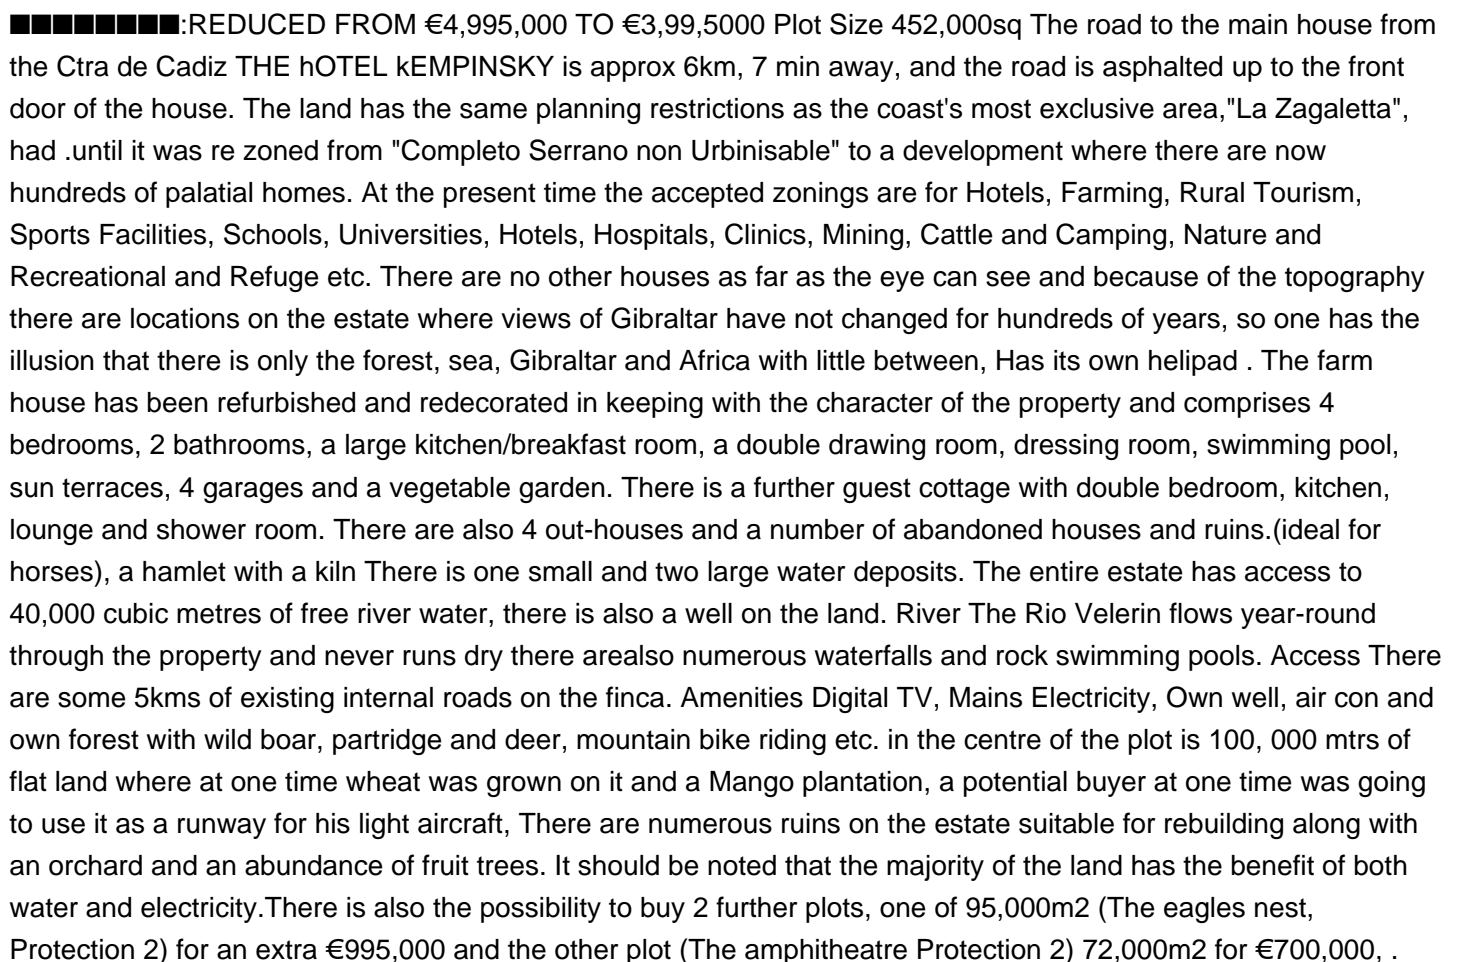 ■■■■■■■■:REDUCED FROM €4,995,000 TO €3,99,5000 Plot Size 452,000sq The road to the main house from
the Ctra de Cadiz THE hOTEL kEMPINSKY is approx 6km, 7 min away, and the road is asphalted up to the front
door of the house. The land has the same planning restrictions as the coast's most exclusive area,"La Zagaletta",
had .until it was re zoned from "Completo Serrano non Urbinisable" to a development where there are now
hundreds of palatial homes. At the present time the accepted zonings are for Hotels, Farming, Rural Tourism,
Sports Facilities, Schools, Universities, Hotels, Hospitals, Clinics, Mining, Cattle and Camping, Nature and
Recreational and Refuge etc. There are no other houses as far as the eye can see and because of the topography
there are locations on the estate where views of Gibraltar have not changed for hundreds of years, so one has the
illusion that there is only the forest, sea, Gibraltar and Africa with little between, Has its own helipad . The farm
house has been refurbished and redecorated in keeping with the character of the property and comprises 4
bedrooms, 2 bathrooms, a large kitchen/breakfast room, a double drawing room, dressing room, swimming pool,
sun terraces, 4 garages and a vegetable garden. There is a further guest cottage with double bedroom, kitchen,
lounge and shower room. There are also 4 out-houses and a number of abandoned houses and ruins.(ideal for
horses), a hamlet with a kiln There is one small and two large water deposits. The entire estate has access to
40,000 cubic metres of free river water, there is also a well on the land. River The Rio Velerin flows year-round
through the property and never runs dry there arealso numerous waterfalls and rock swimming pools. Access There
are some 5kms of existing internal roads on the finca. Amenities Digital TV, Mains Electricity, Own well, air con and
own forest with wild boar, partridge and deer, mountain bike riding etc. in the centre of the plot is 100, 000 mtrs of
flat land where at one time wheat was grown on it and a Mango plantation, a potential buyer at one time was going
to use it as a runway for his light aircraft, There are numerous ruins on the estate suitable for rebuilding along with
an orchard and an abundance of fruit trees. It should be noted that the majority of the land has the benefit of both
water and electricity.There is also the possibility to buy 2 further plots, one of 95,000m2 (The eagles nest,
Protection 2) for an extra €995,000 and the other plot (The amphitheatre Protection 2) 72,000m2 for €700,000, .